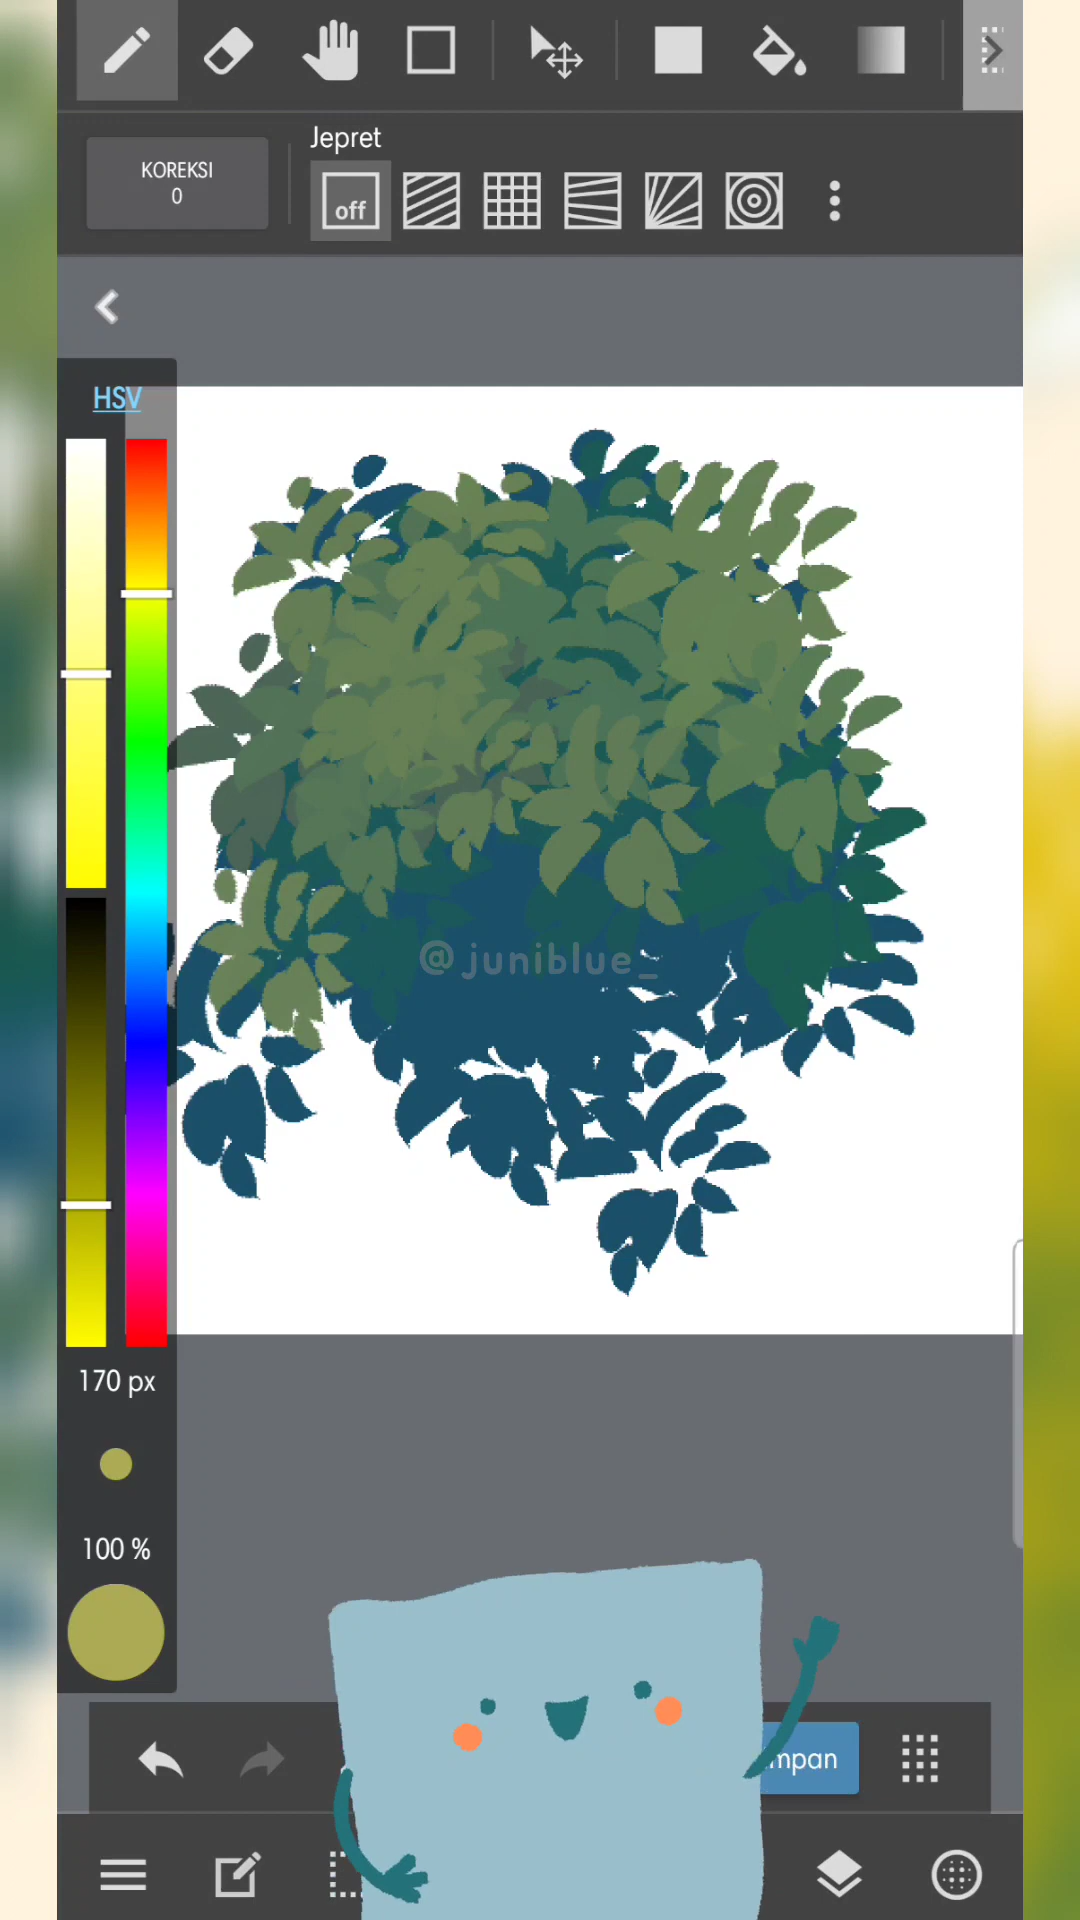 Jepret
KOREKSI
0
off
HSV
@juniblue_
170 px
100 %
mpan